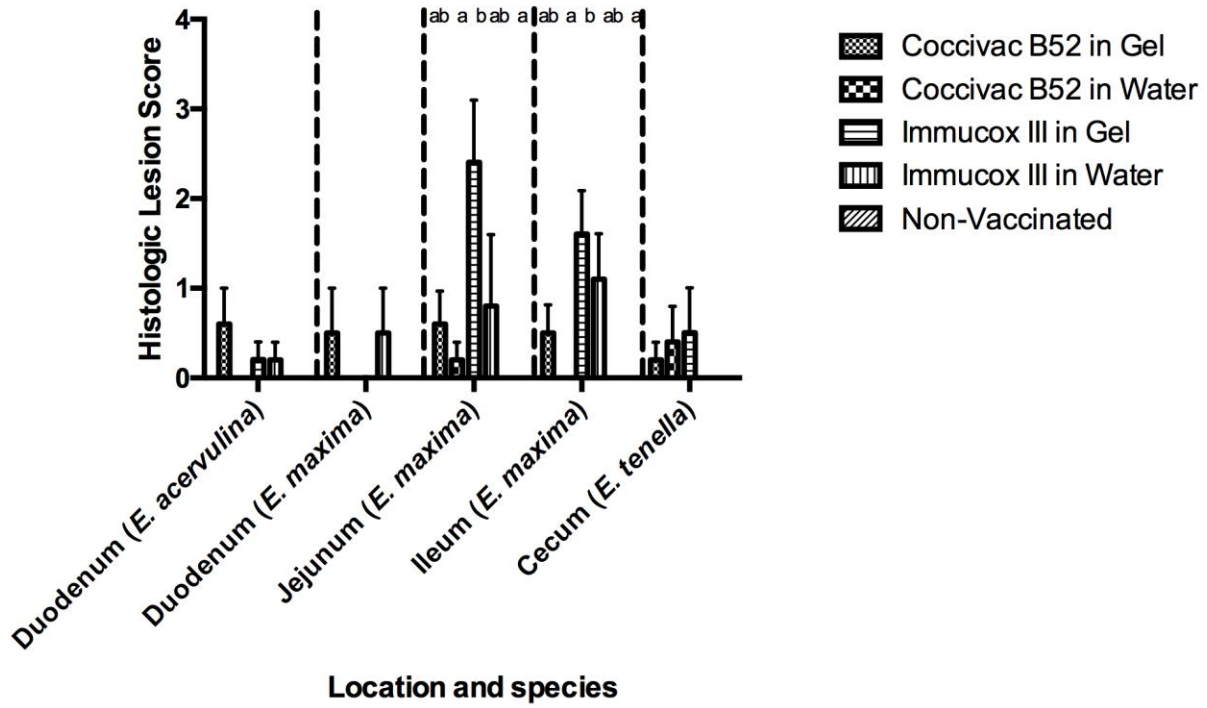 4
3
2
1
0
Histologic Lesion Score
ab a b ab a
ab a b ab a
Coccivac B52 in Gel
Coccivac B52 in Water
Immucox III in Gel
Immucox III in Water
Non-Vaccinated
Duodenum (E. acervulina)
Duodenum (E. maxima)
Jejunum (E. maxima)
Ileum (E. maxima)
Cecum (E. tenella)
Location and species